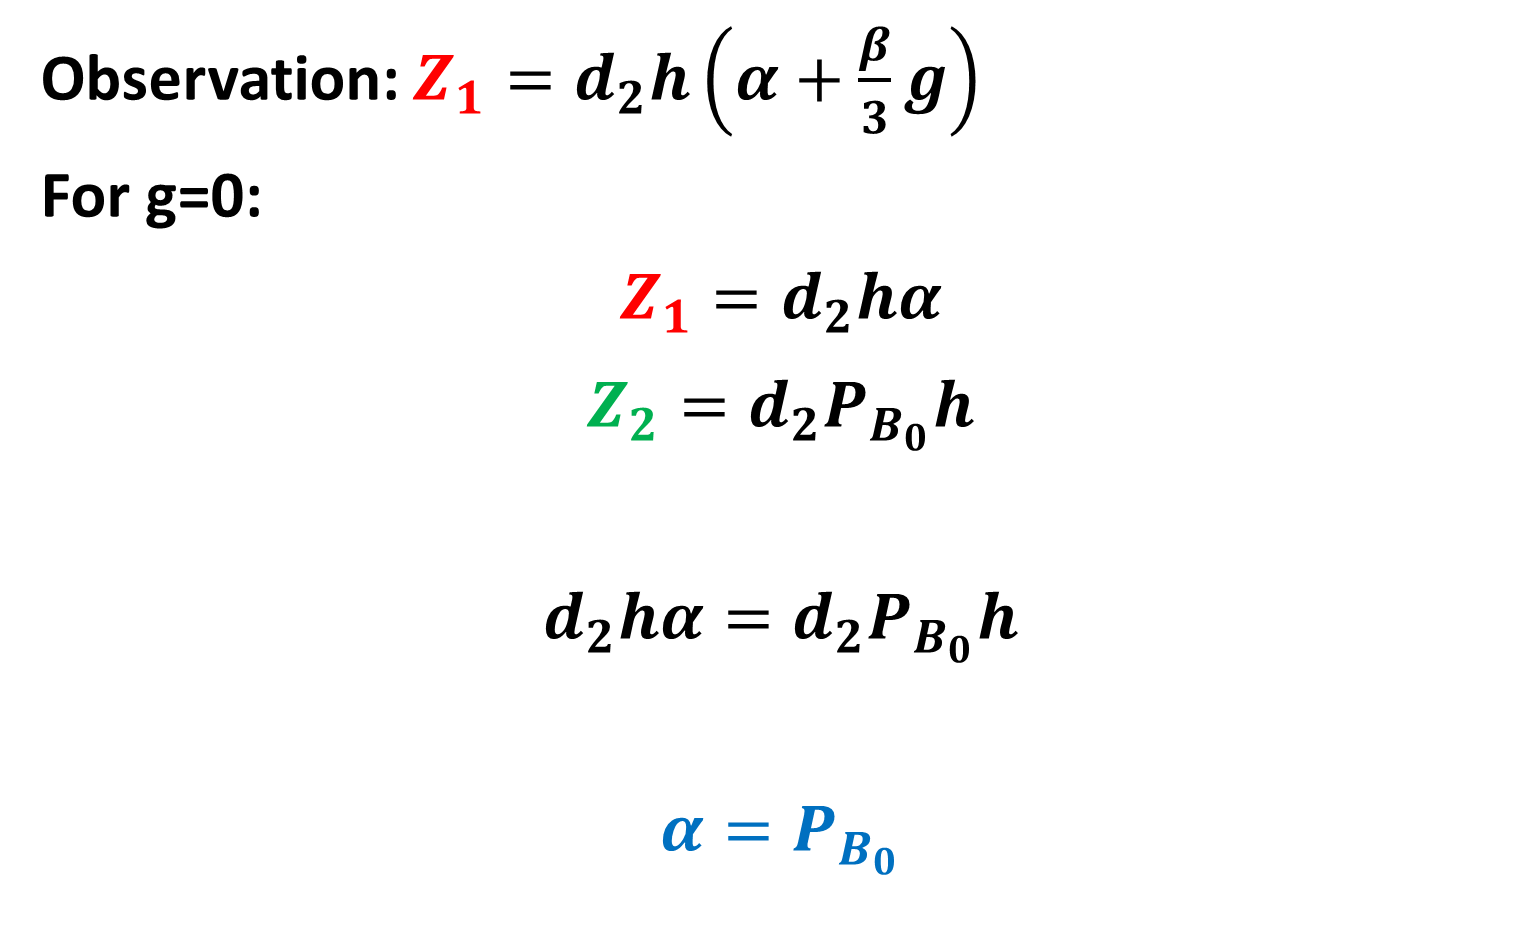 Observation: Z₁ = d₂h(α + β/3 g)
For g=0:
Z₁ = d₂hα
Z₂ = d₂P_{B₀}h
d₂hα = d₂P_{B₀}h
α = P_{B₀}